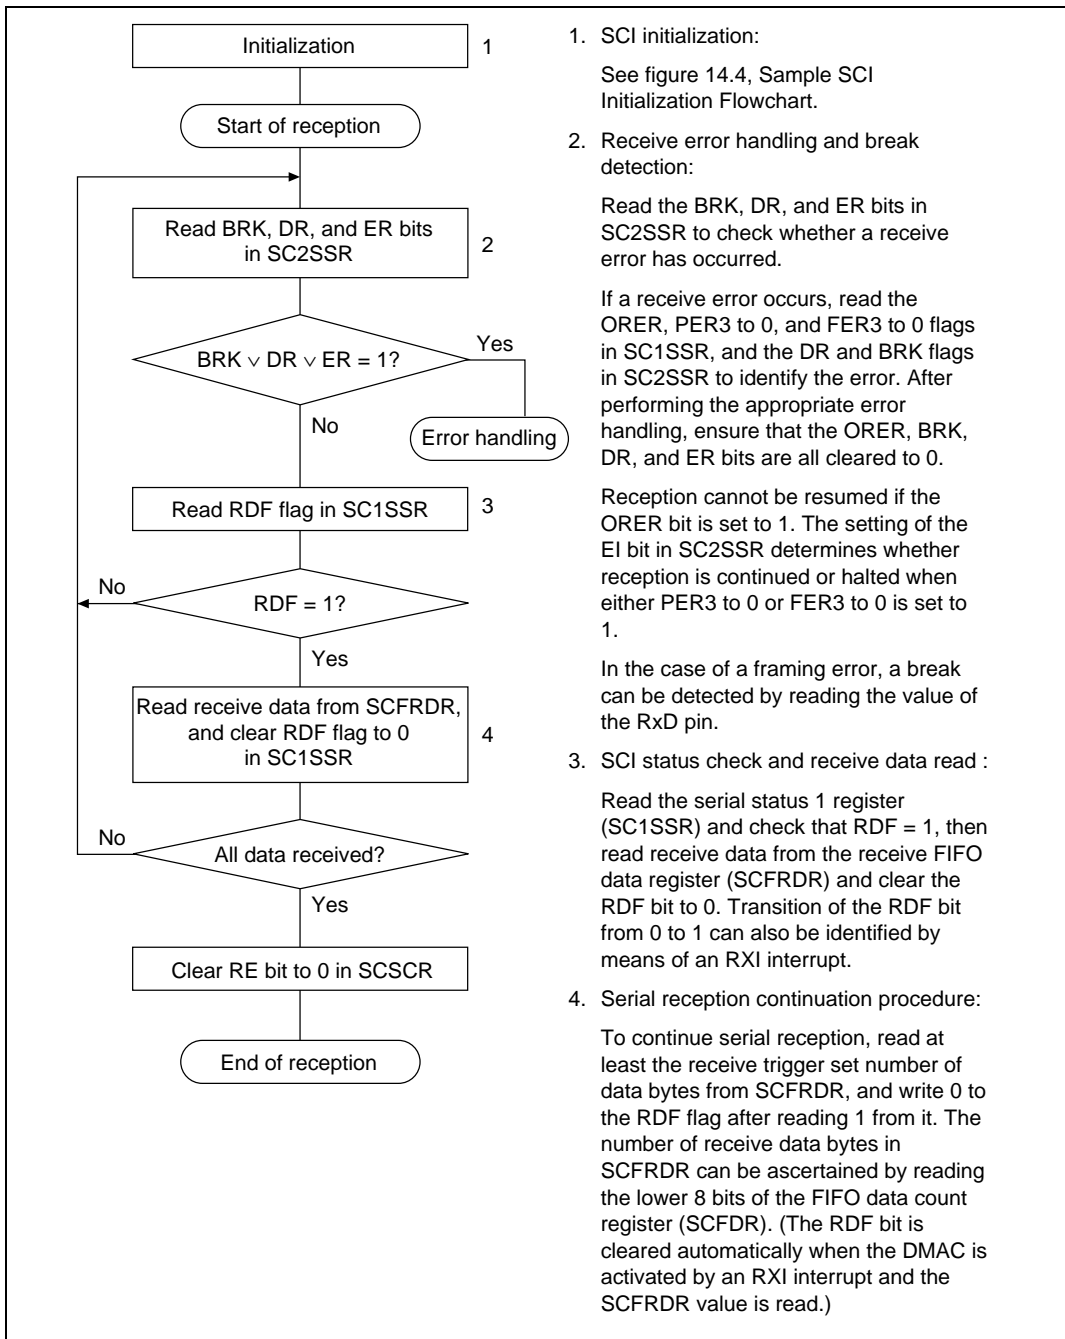 Initialization
1
Start of reception
Read BRK, DR, and ER bits
in SC2SSR
2
BRK ∨ DR ∨ ER = 1?
Yes
No
Error handling
Read RDF flag in SC1SSR
3
No
RDF = 1?
Yes
Read receive data from SCFRDR,
and clear RDF flag to 0
in SC1SSR
4
No
All data received?
Yes
Clear RE bit to 0 in SCSCR
End of reception
1. SCI initialization:
See figure 14.4, Sample SCI
Initialization Flowchart.
2. Receive error handling and break
detection:
Read the BRK, DR, and ER bits in
SC2SSR to check whether a receive
error has occurred.
If a receive error occurs, read the
ORER, PER3 to 0, and FER3 to 0 flags
in SC1SSR, and the DR and BRK flags
in SC2SSR to identify the error. After
performing the appropriate error
handling, ensure that the ORER, BRK,
DR, and ER bits are all cleared to 0.
Reception cannot be resumed if the
ORER bit is set to 1. The setting of the
EI bit in SC2SSR determines whether
reception is continued or halted when
either PER3 to 0 or FER3 to 0 is set to
1.
In the case of a framing error, a break
can be detected by reading the value of
the RxD pin.
3. SCI status check and receive data read :
Read the serial status 1 register
(SC1SSR) and check that RDF = 1, then
read receive data from the receive FIFO
data register (SCFRDR) and clear the
RDF bit to 0. Transition of the RDF bit
from 0 to 1 can also be identified by
means of an RXI interrupt.
4. Serial reception continuation procedure:
To continue serial reception, read at
least the receive trigger set number of
data bytes from SCFRDR, and write 0 to
the RDF flag after reading 1 from it. The
number of receive data bytes in
SCFRDR can be ascertained by reading
the lower 8 bits of the FIFO data count
register (SCFDR). (The RDF bit is
cleared automatically when the DMAC is
activated by an RXI interrupt and the
SCFRDR value is read.)